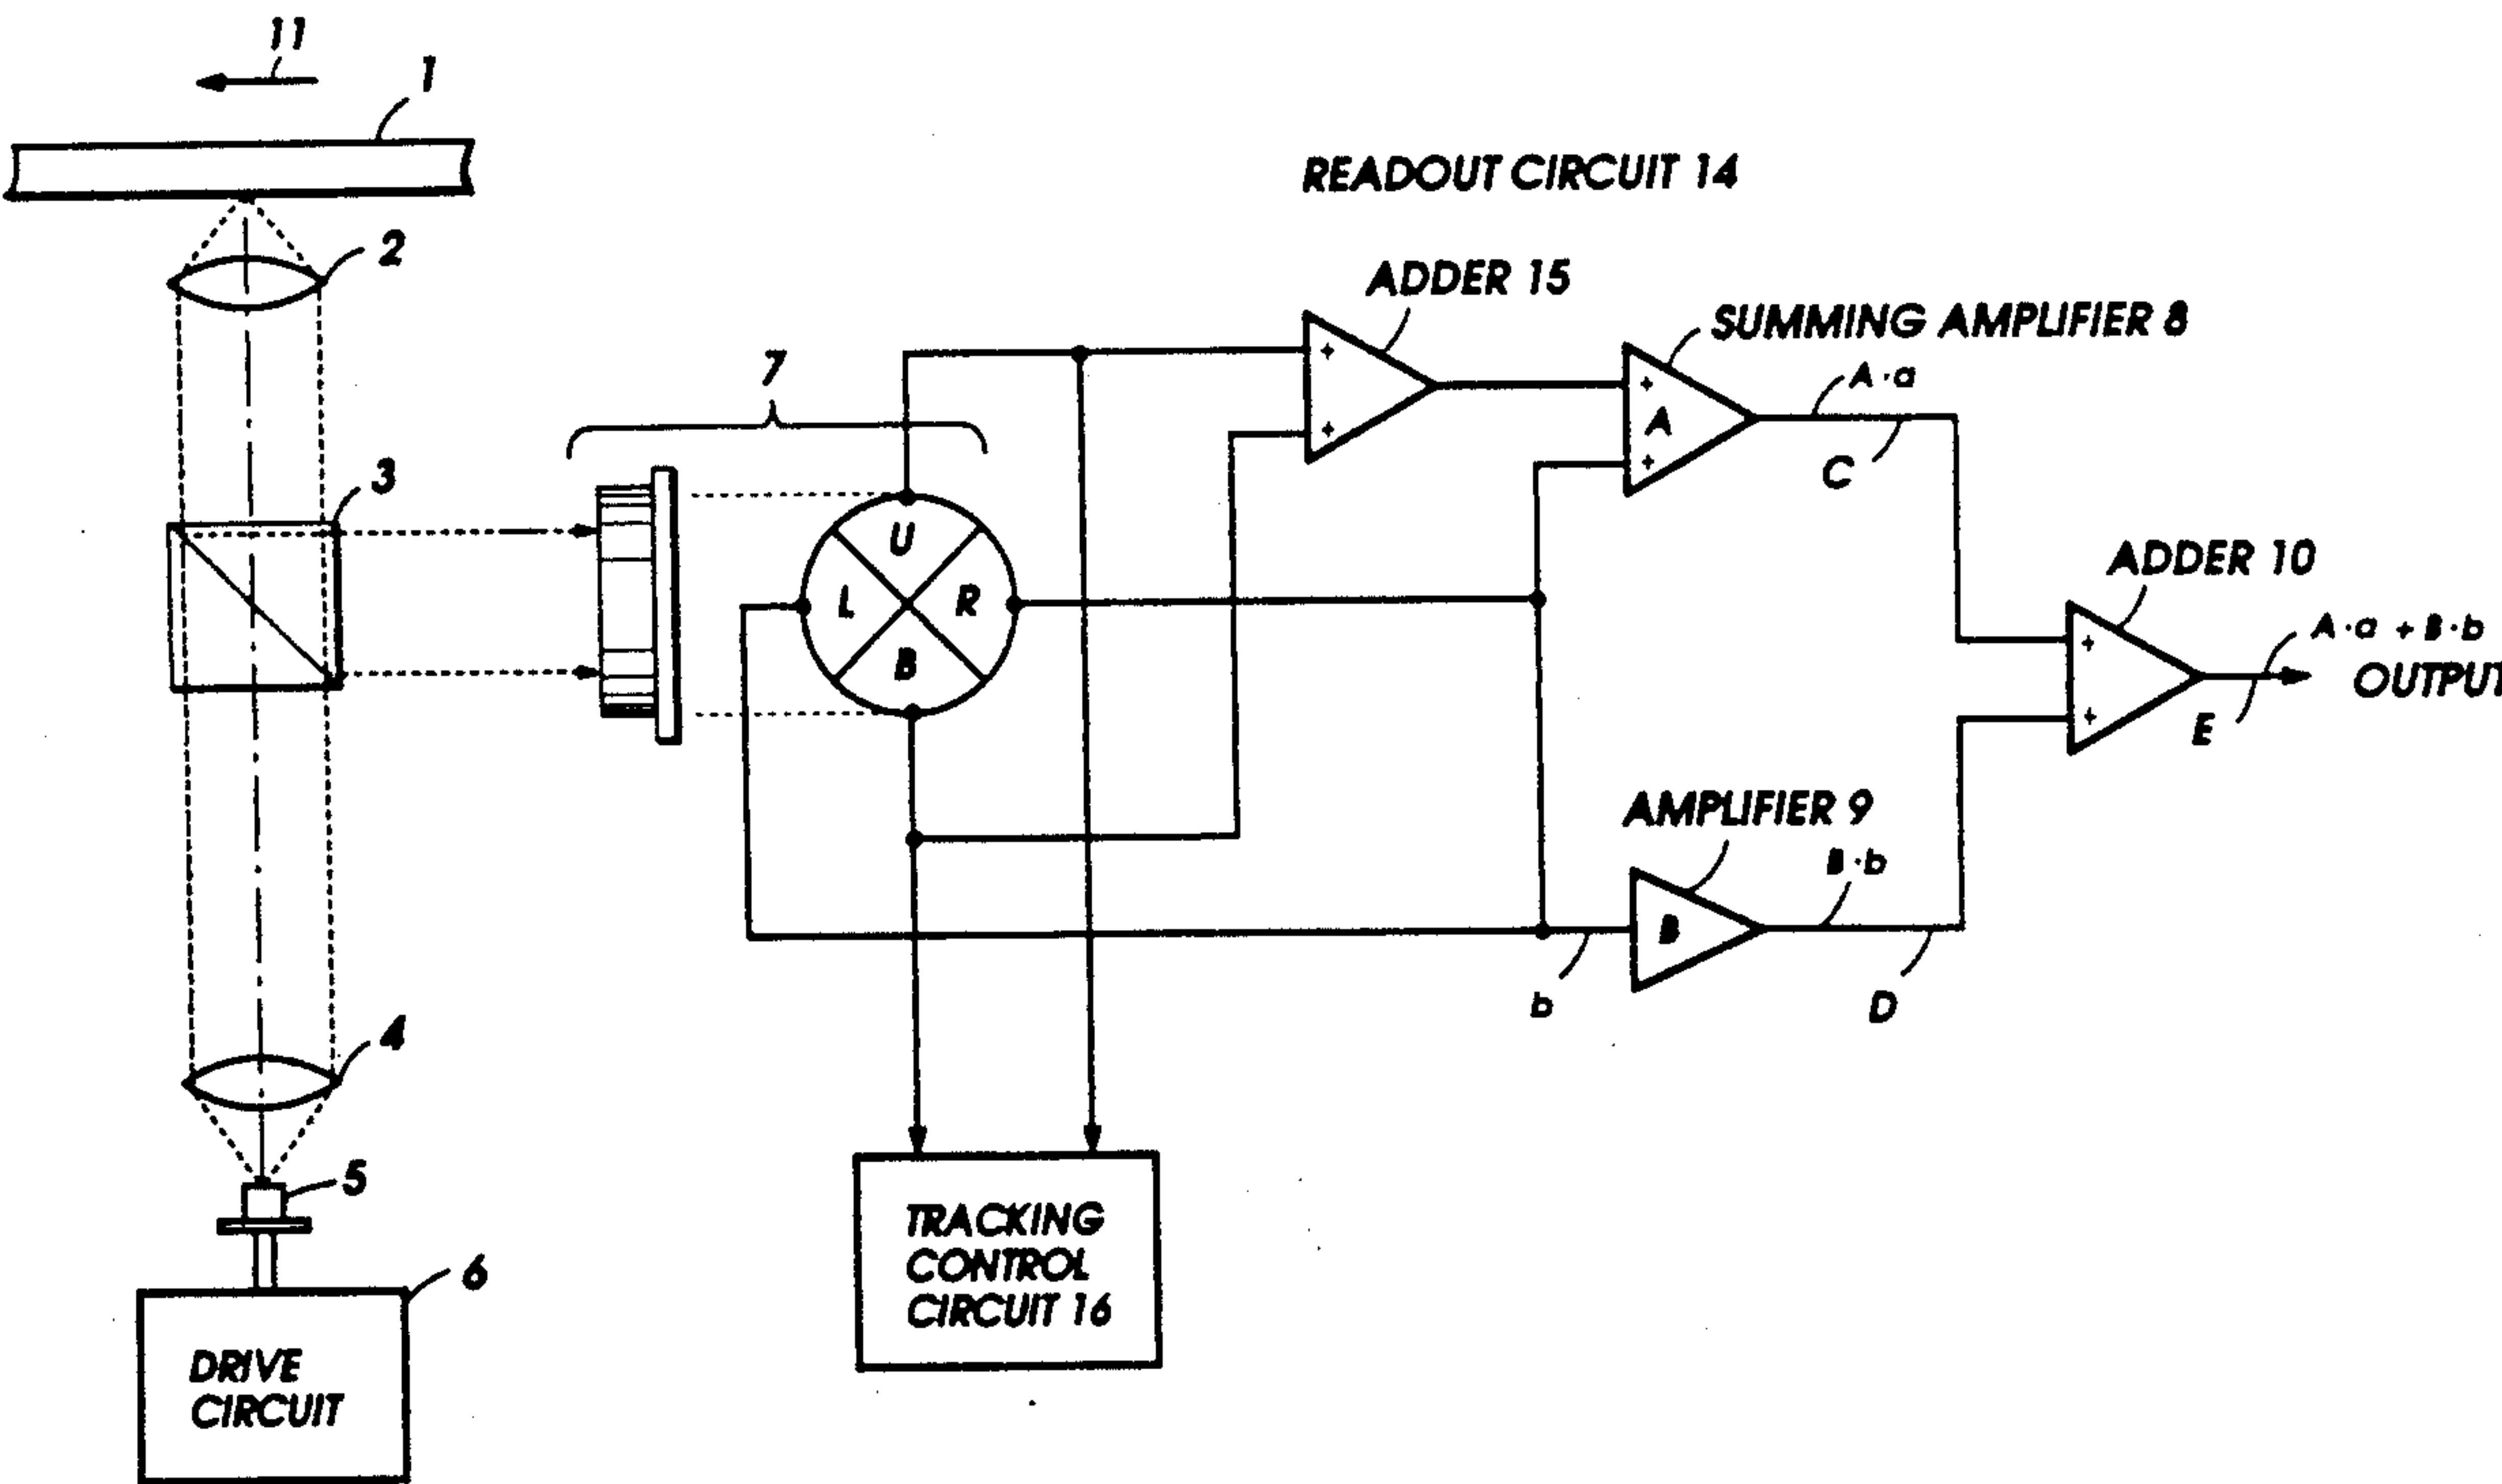 11
1
READOUT CIRCUIT 14
2
ADDER 15
SUMMING AMPLIFIER 8
7
A·a
+
+
+
A
+
C
3
U
L
R
B
ADDER 10
+
A·a + B·b
OUTPUT
+
E
AMPLIFIER 9
B·b
B
b
D
4
5
TRACKING
CONTROL
CIRCUIT 16
6
DRIVE
CIRCUIT